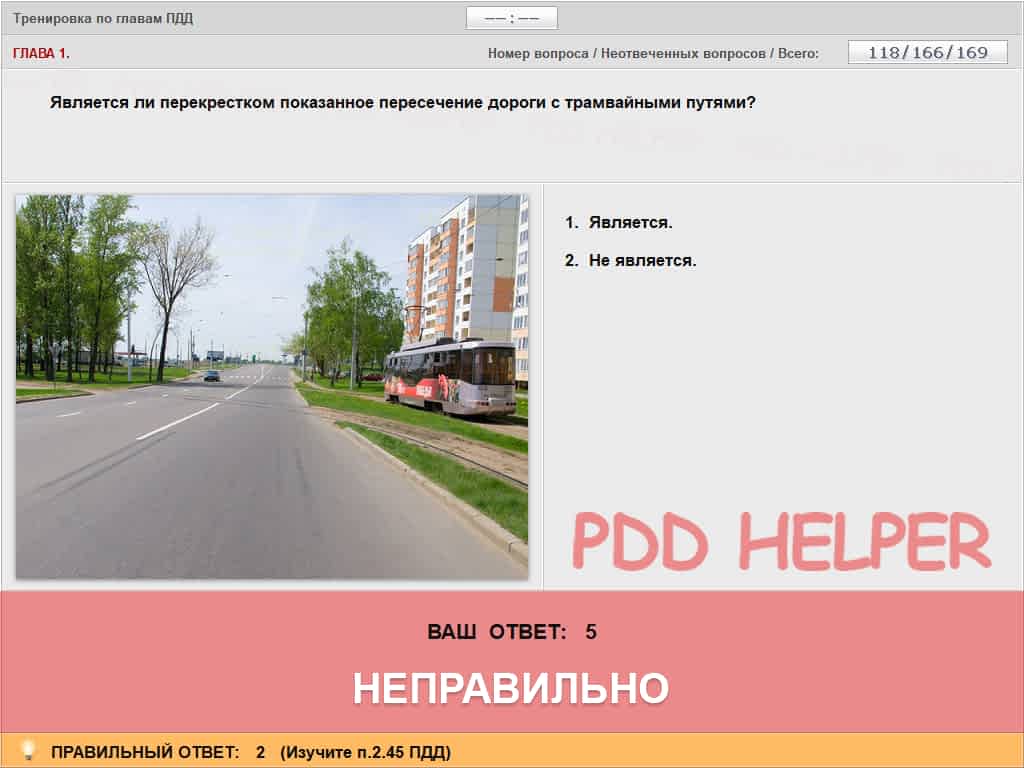 Тренировка по главам ПДД
—— : ——
ГЛАВА 1.
Номер вопроса / Неотвеченных вопросов / Всего: 118/166/169
Является ли перекрестком показанное пересечение дороги с трамвайными путями?
1. Является.
2. Не является.
PDD HELPER
ВАШ ОТВЕТ: 5
НЕПРАВИЛЬНО
ПРАВИЛЬНЫЙ ОТВЕТ: 2 (Изучите п.2.45 ПДД)